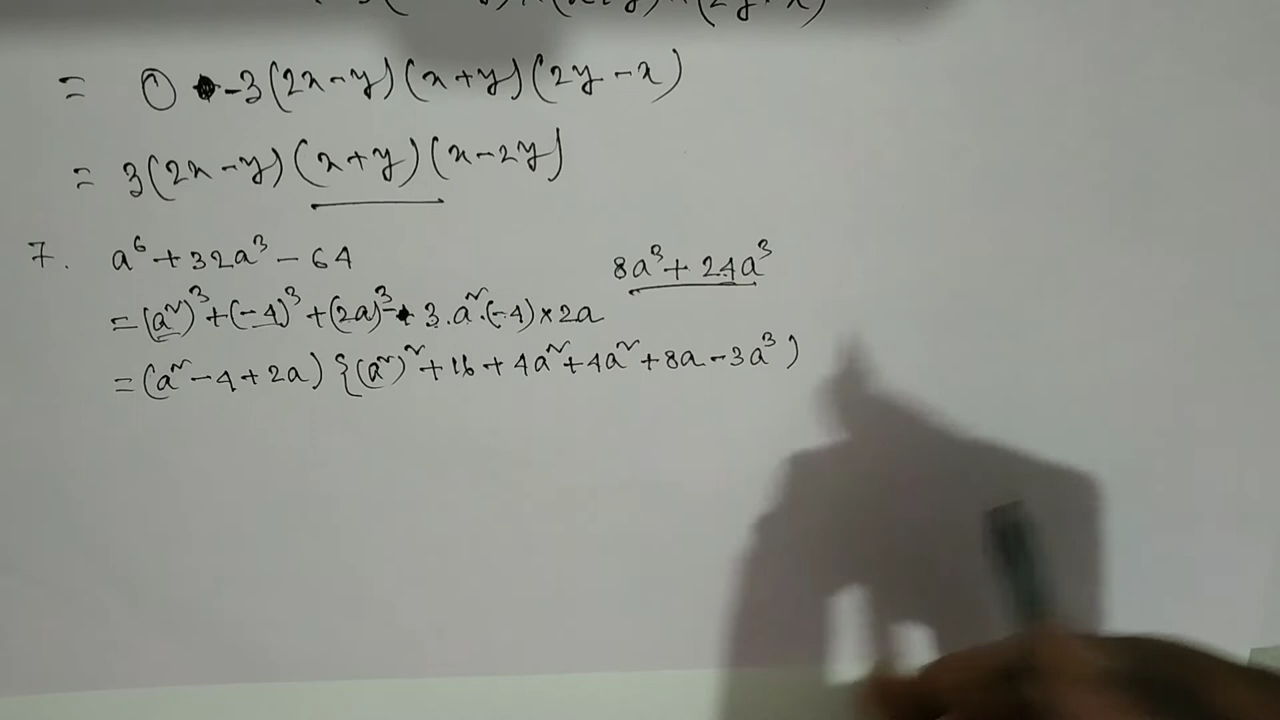 = ① -3(2x-y)(x+y)(2y-x)
= 3(2x-y)(x+y)(x-2y)
7. a⁶+32a³-64
8a³+24a³
=(a²)³+(-4)³+(2a)³-3.a².(-4)×2a
=(a²-4+2a){(a²)²+16+4a²+4a²+8a-3a³)